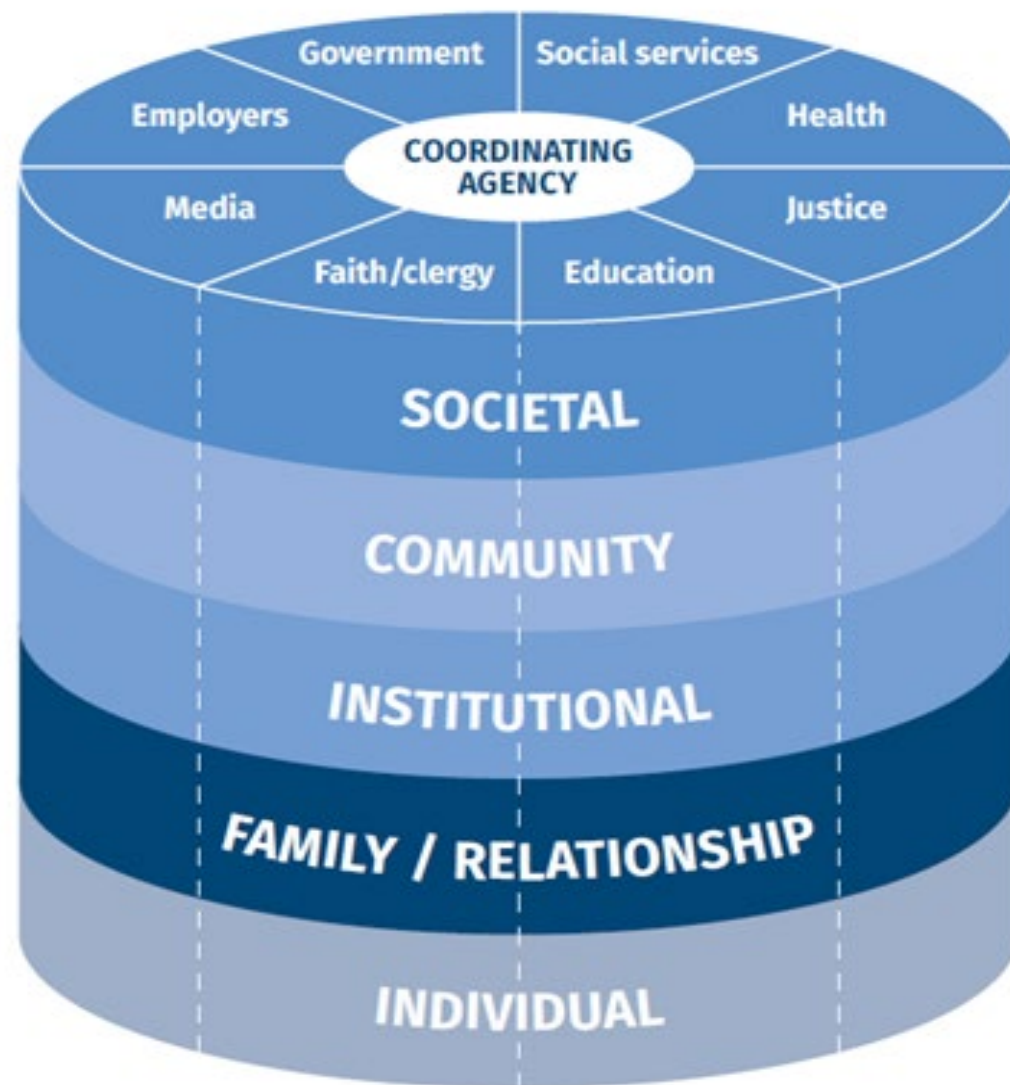 Government
Social services
Employers
Health
COORDINATING
AGENCY
Media
Justice
Faith/clergy
Education
SOCIETAL
COMMUNITY
INSTITUTIONAL
FAMILY / RELATIONSHIP
INDIVIDUAL